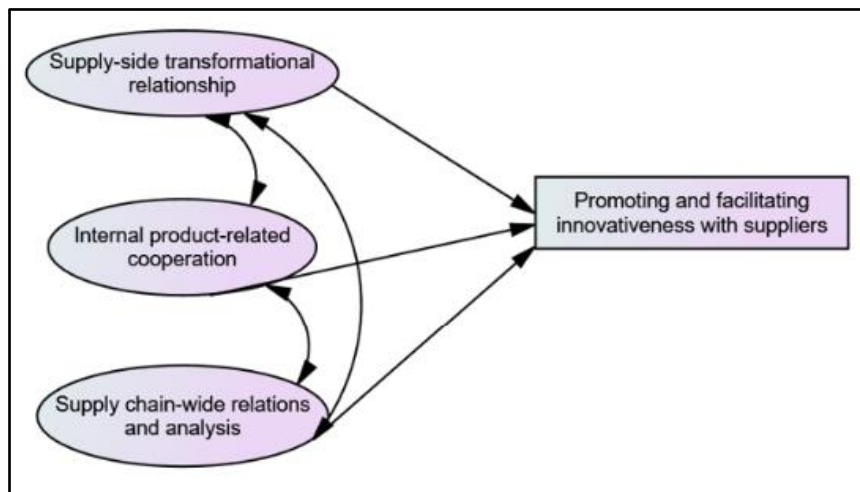 Supply-side transformational
relationship
Internal product-related
cooperation
Supply chain-wide relations
and analysis
Promoting and facilitating
innovativeness with suppliers